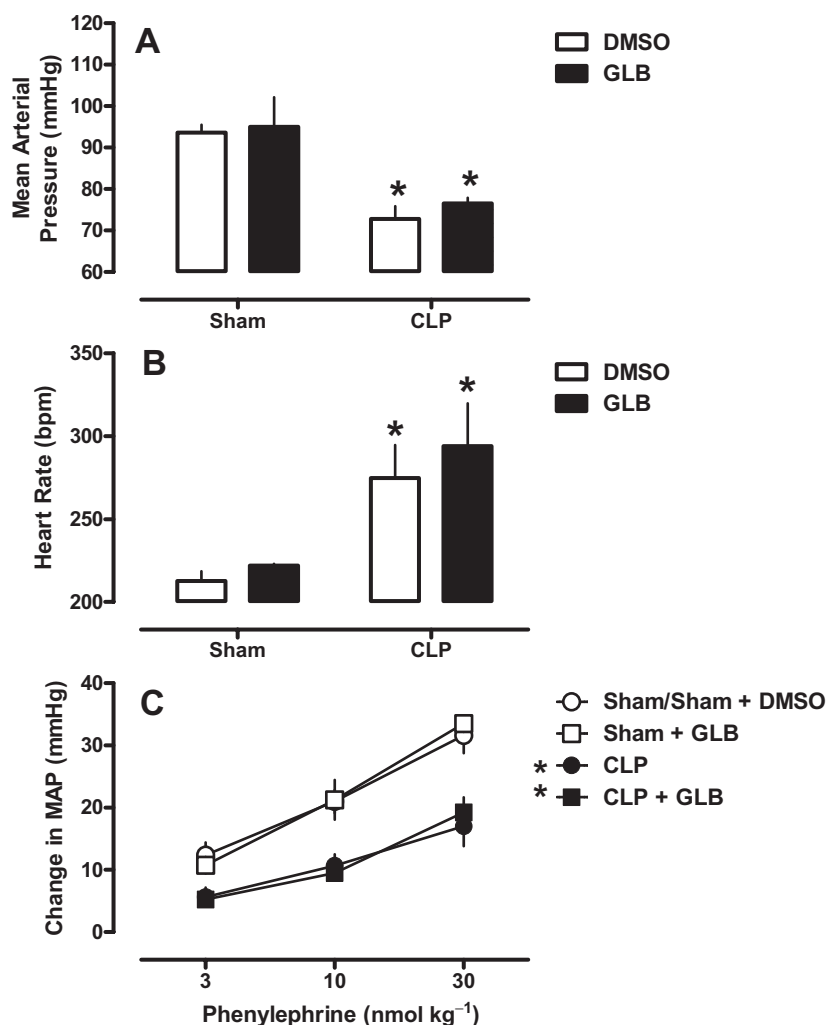 A
Mean Arterial
Pressure (mmHg)
120
110
100
90
80
70
60
* *
Sham CLP
DMSO
GLB
B
Heart Rate (bpm)
350
300
250
200
* *
Sham CLP
DMSO
GLB
C
Change in MAP (mmHg)
40
30
20
10
0
3 10 30
Phenylephrine (nmol kg⁻¹)
Sham/Sham + DMSO
Sham + GLB
* CLP
* CLP + GLB